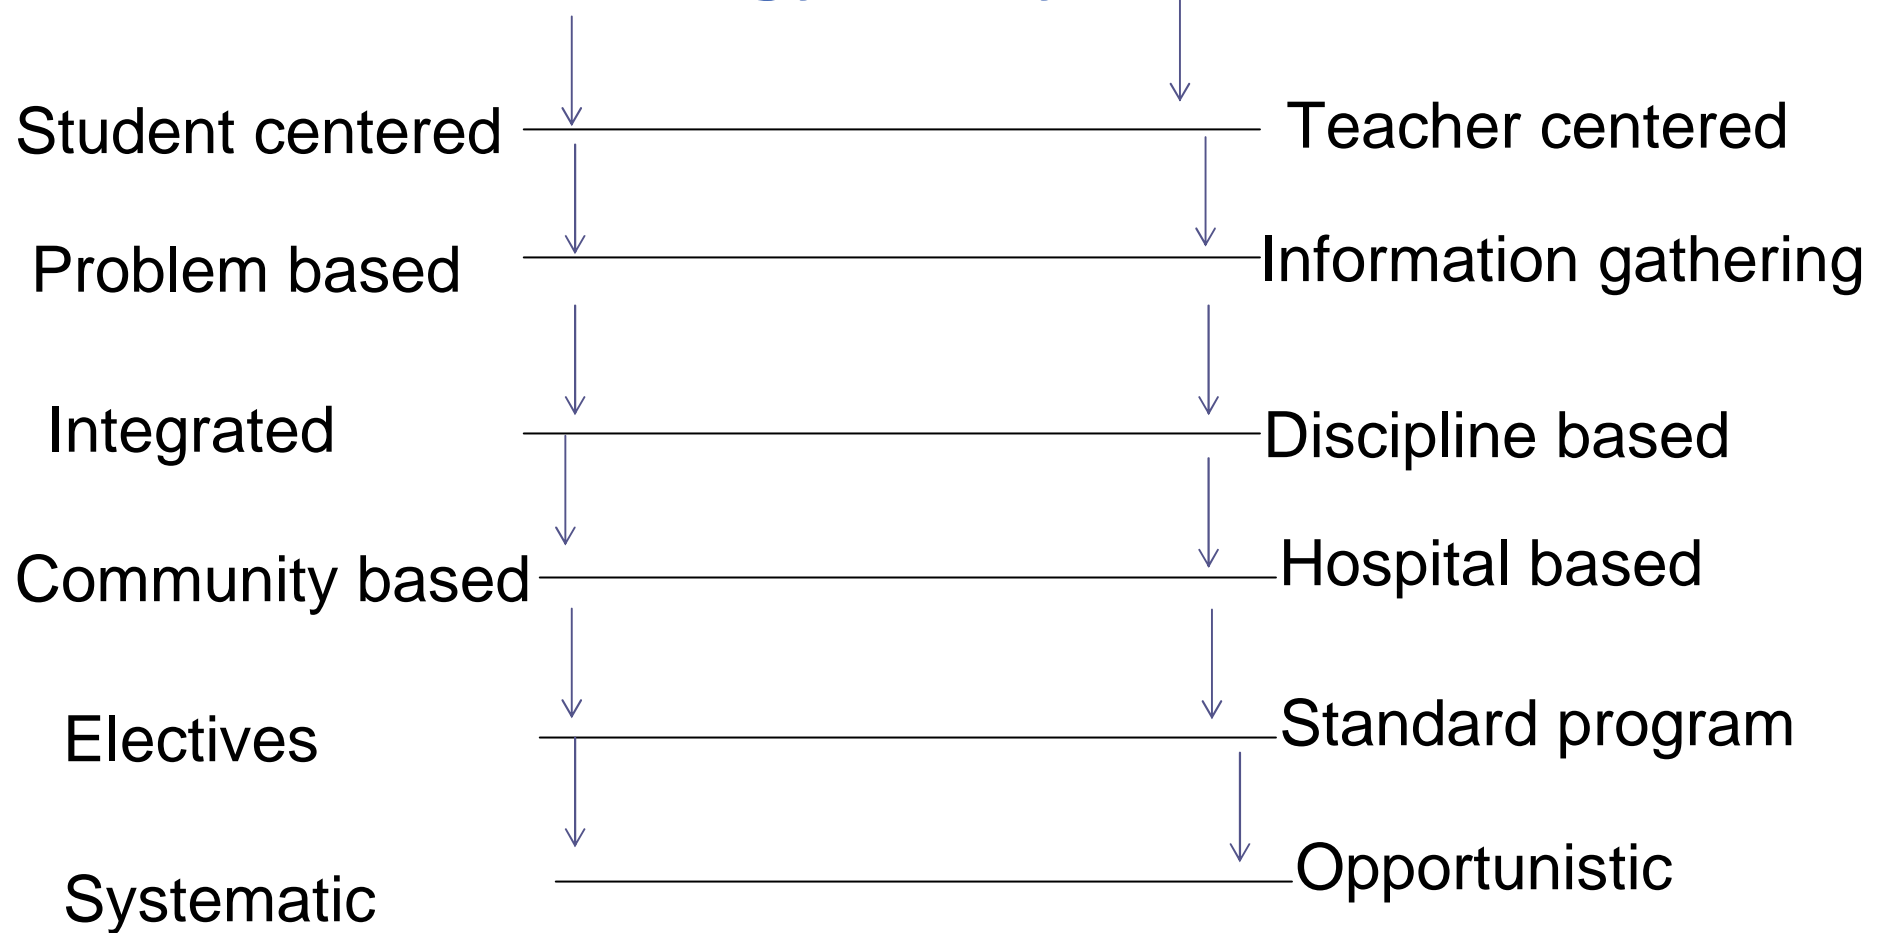 Student centered Teacher centered
Problem based Information gathering
Integrated Discipline based
Community based Hospital based
Electives Standard program
Systematic Opportunistic